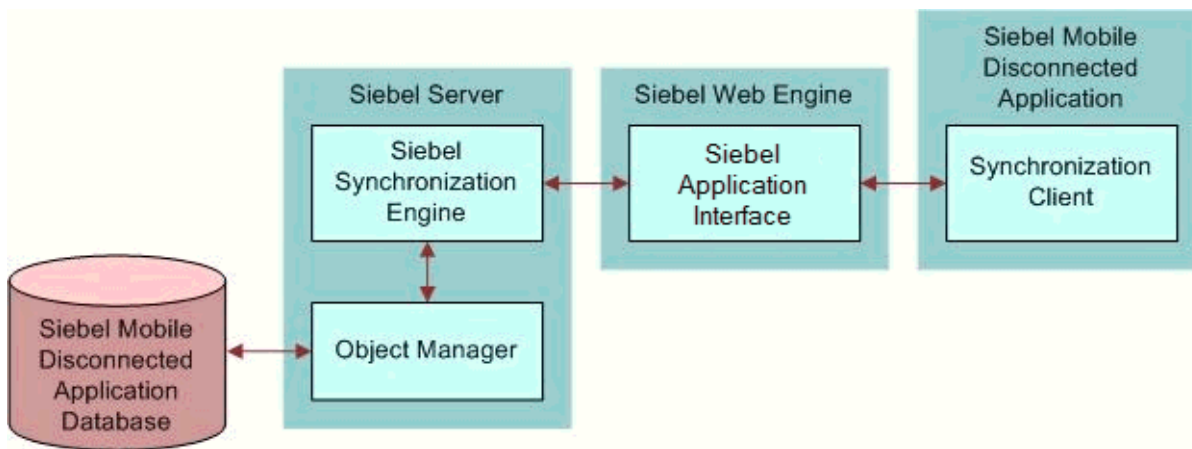 Siebel Server
Siebel
Synchronization
Engine
Object Manager
Siebel Web Engine
Siebel
Application
Interface
Siebel Mobile
Disconnected
Application
Synchronization
Client
Siebel Mobile
Disconnected
Application
Database